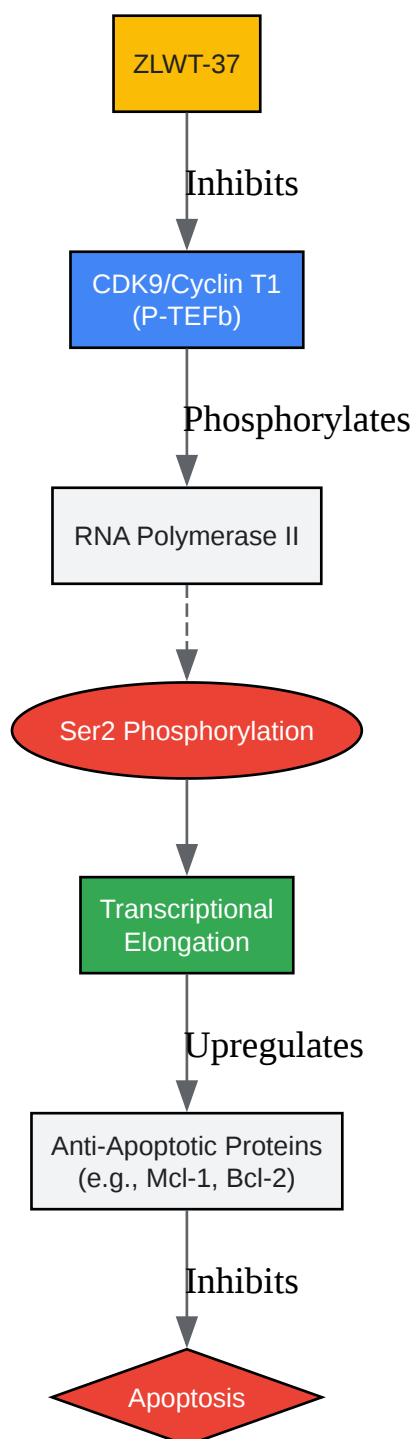 ZLWT-37
Inhibits
CDK9/Cyclin T1
(P-TEFb)
Phosphorylates
RNA Polymerase II
Ser2 Phosphorylation
Transcriptional
Elongation
Upregulates
Anti-Apoptotic Proteins
(e.g., Mcl-1, Bcl-2)
Inhibits
Apoptosis